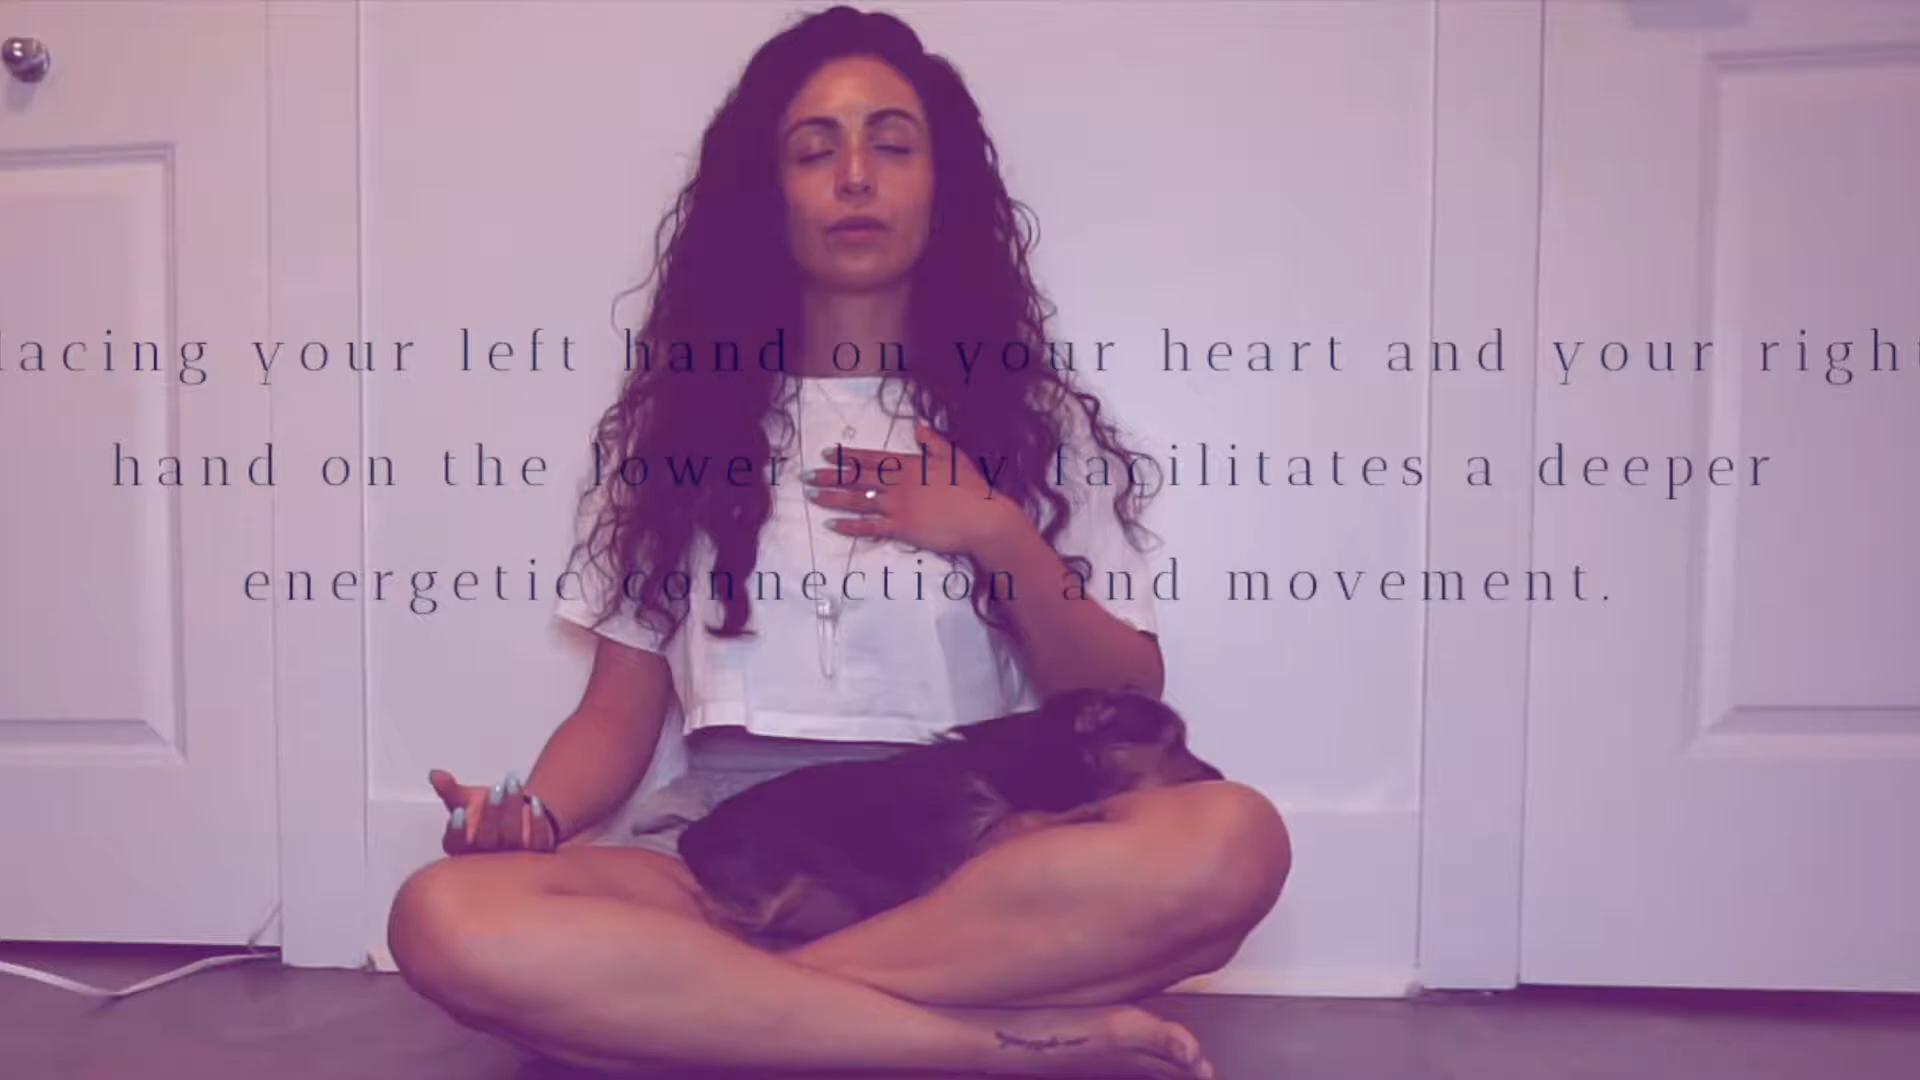 lacing your left hand on your heart and your right
hand on the lower belly facilitates a deeper
energetic connection and movement.